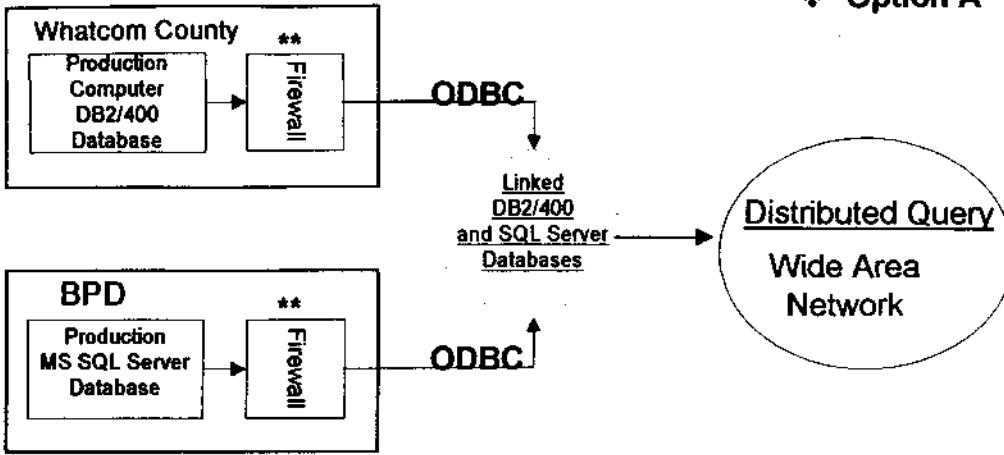 Option A
Whatcom County
**
Production
Computer
DB2/400
Database
Firewall
ODBC
Linked
DB2/400
and SQL Server
Databases
Distributed Query
Wide Area
Network
BPD
**
Production
MS SQL Server
Database
Firewall
ODBC